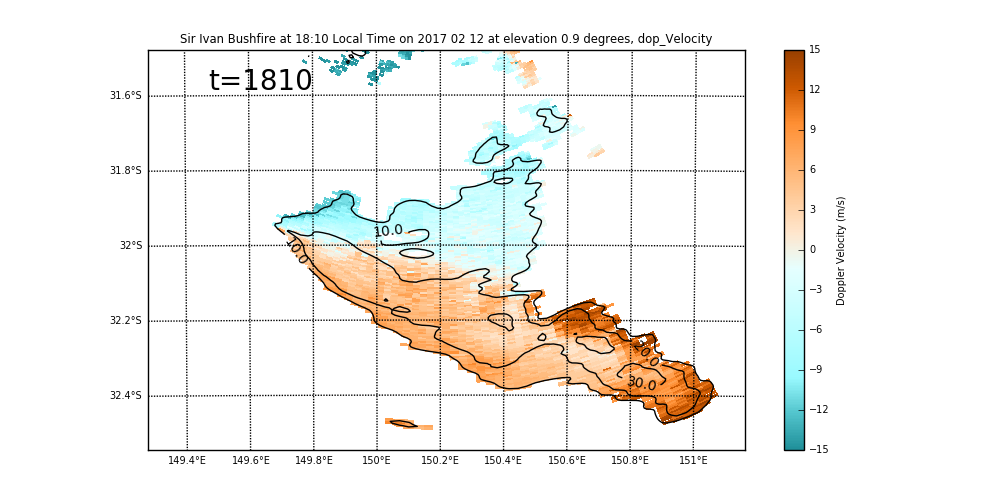 Sir Ivan Bushfire at 18:10 Local Time on 2017 02 12 at elevation 0.9 degrees, dop_Velocity
t=1810
31.6°S
31.8°S
32°S
32.2°S
32.4°S
149.4°E 149.6°E 149.8°E 150°E 150.2°E 150.4°E 150.6°E 150.8°E 151°E
10.0
10.0
30.0
15
12
9
6
3
0
−3
−6
−9
−12
−15
Doppler Velocity (m/s)